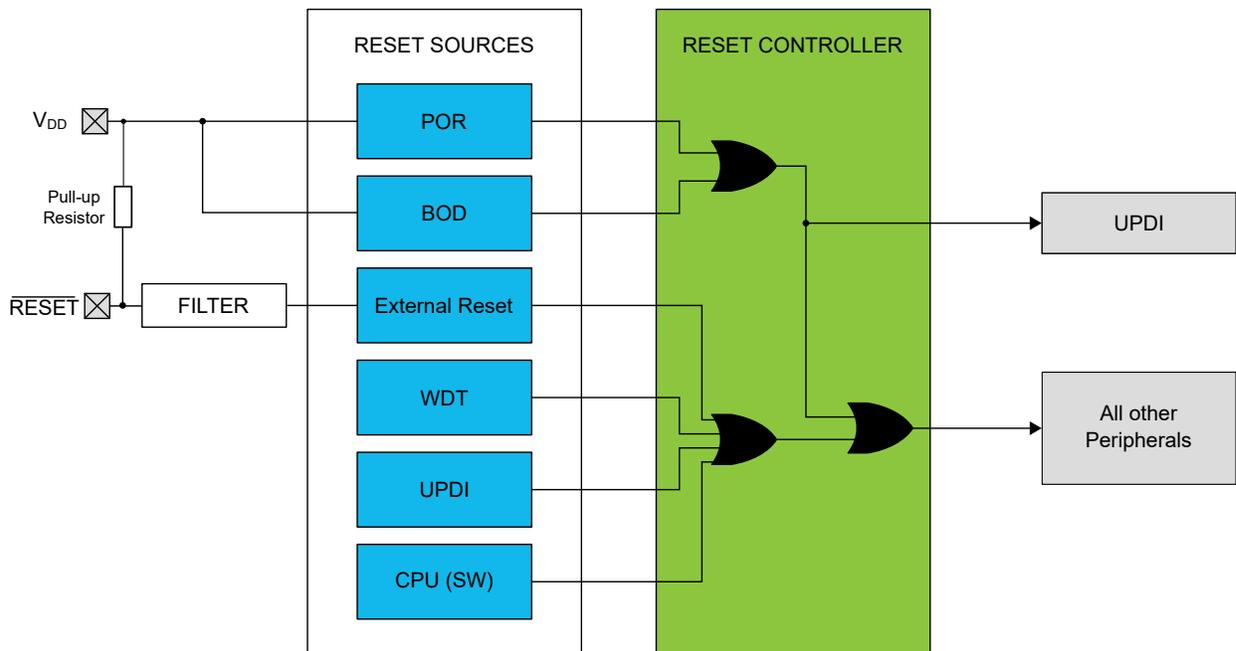 RESET SOURCES
RESET CONTROLLER
VDD
POR
Pull-up
Resistor
BOD
UPDI
RESET
FILTER
External Reset
WDT
All other
Peripherals
UPDI
CPU (SW)